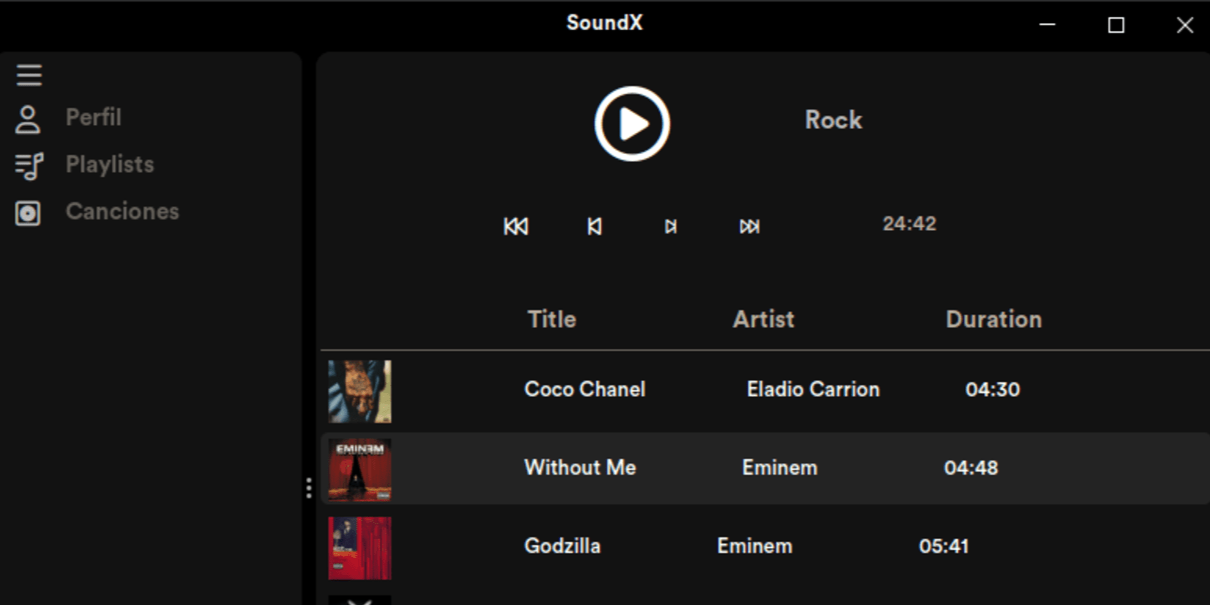 SoundX
Perfil
Playlists
Canciones
Rock
24:42
Title Artist Duration
Coco Chanel Eladio Carrion 04:30
EMINEM
Without Me Eminem 04:48
Godzilla Eminem 05:41